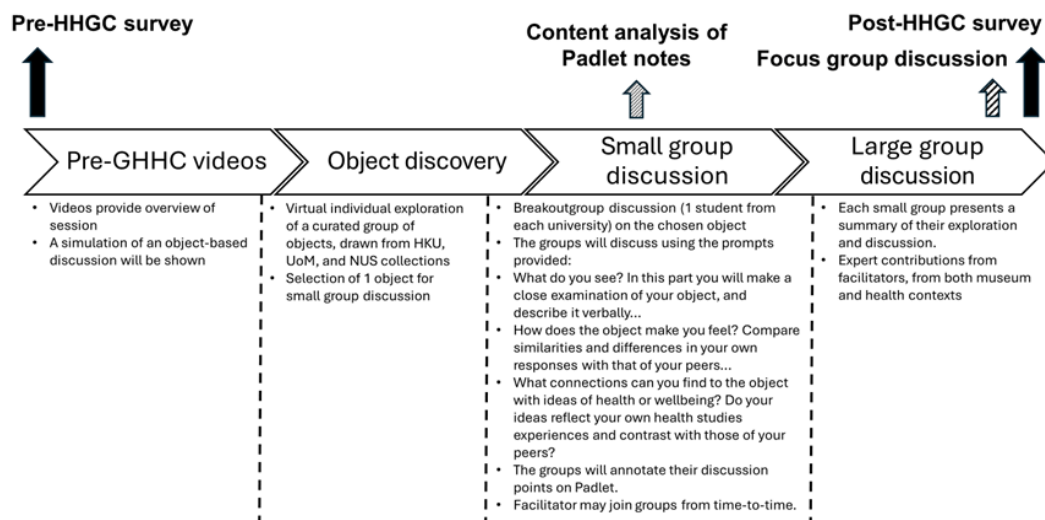 Pre-HHGC survey
Content analysis of
Padlet notes
Post-HHGC survey
Focus group discussion
Pre-GHHC videos
Object discovery
Small group
discussion
Large group
discussion
• Videos provide overview of
session
• A simulation of an object-based
discussion will be shown
• Virtual individual exploration
of a curated group of
objects, drawn from HKU,
UoM, and NUS collections
• Selection of 1 object for
small group discussion
• Breakoutgroup discussion (1 student from
each university) on the chosen object
• The groups will discuss using the prompts
provided:
• What do you see? In this part you will make a
close examination of your object, and
describe it verbally...
• How does the object make you feel? Compare
similarities and differences in your own
responses with that of your peers...
• What connections can you find to the object
with ideas of health or wellbeing? Do your
ideas reflect your own health studies
experiences and contrast with those of your
peers?
• The groups will annotate their discussion
points on Padlet.
• Facilitator may join groups from time-to-time.
• Each small group presents a
summary of their exploration
and discussion.
• Expert contributions from
facilitators, from both museum
and health contexts